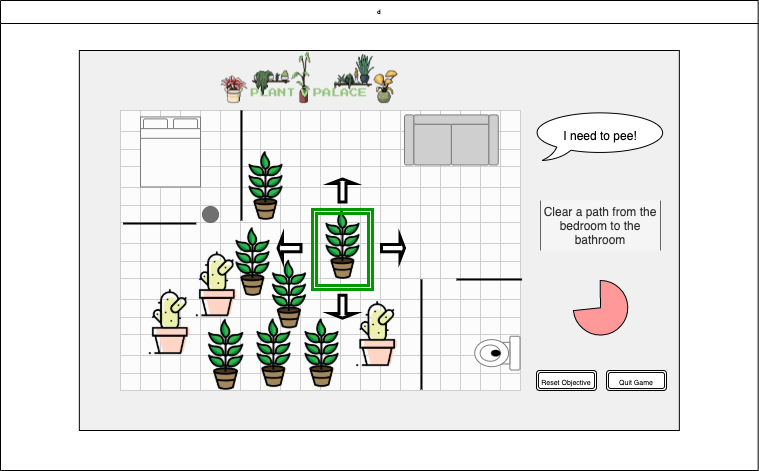 d
PLANT PALACE
I need to pee!
Clear a path from the
bedroom to the
bathroom
Reset Objective
Quit Game